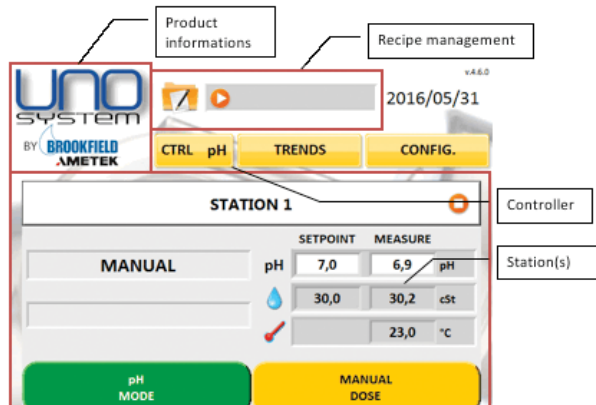 Product
informations
Recipe management
v.4.6.0
UNO
SYSTEM
2016/05/31
BY BROOKFIELD
AMETEK
CTRL pH
TRENDS
CONFIG.
STATION 1
Controller
SETPOINT MEASURE
MANUAL
pH 7,0 6,9 pH
Station(s)
30,0 30,2 cSt
23,0 °C
pH
MODE
MANUAL
DOSE